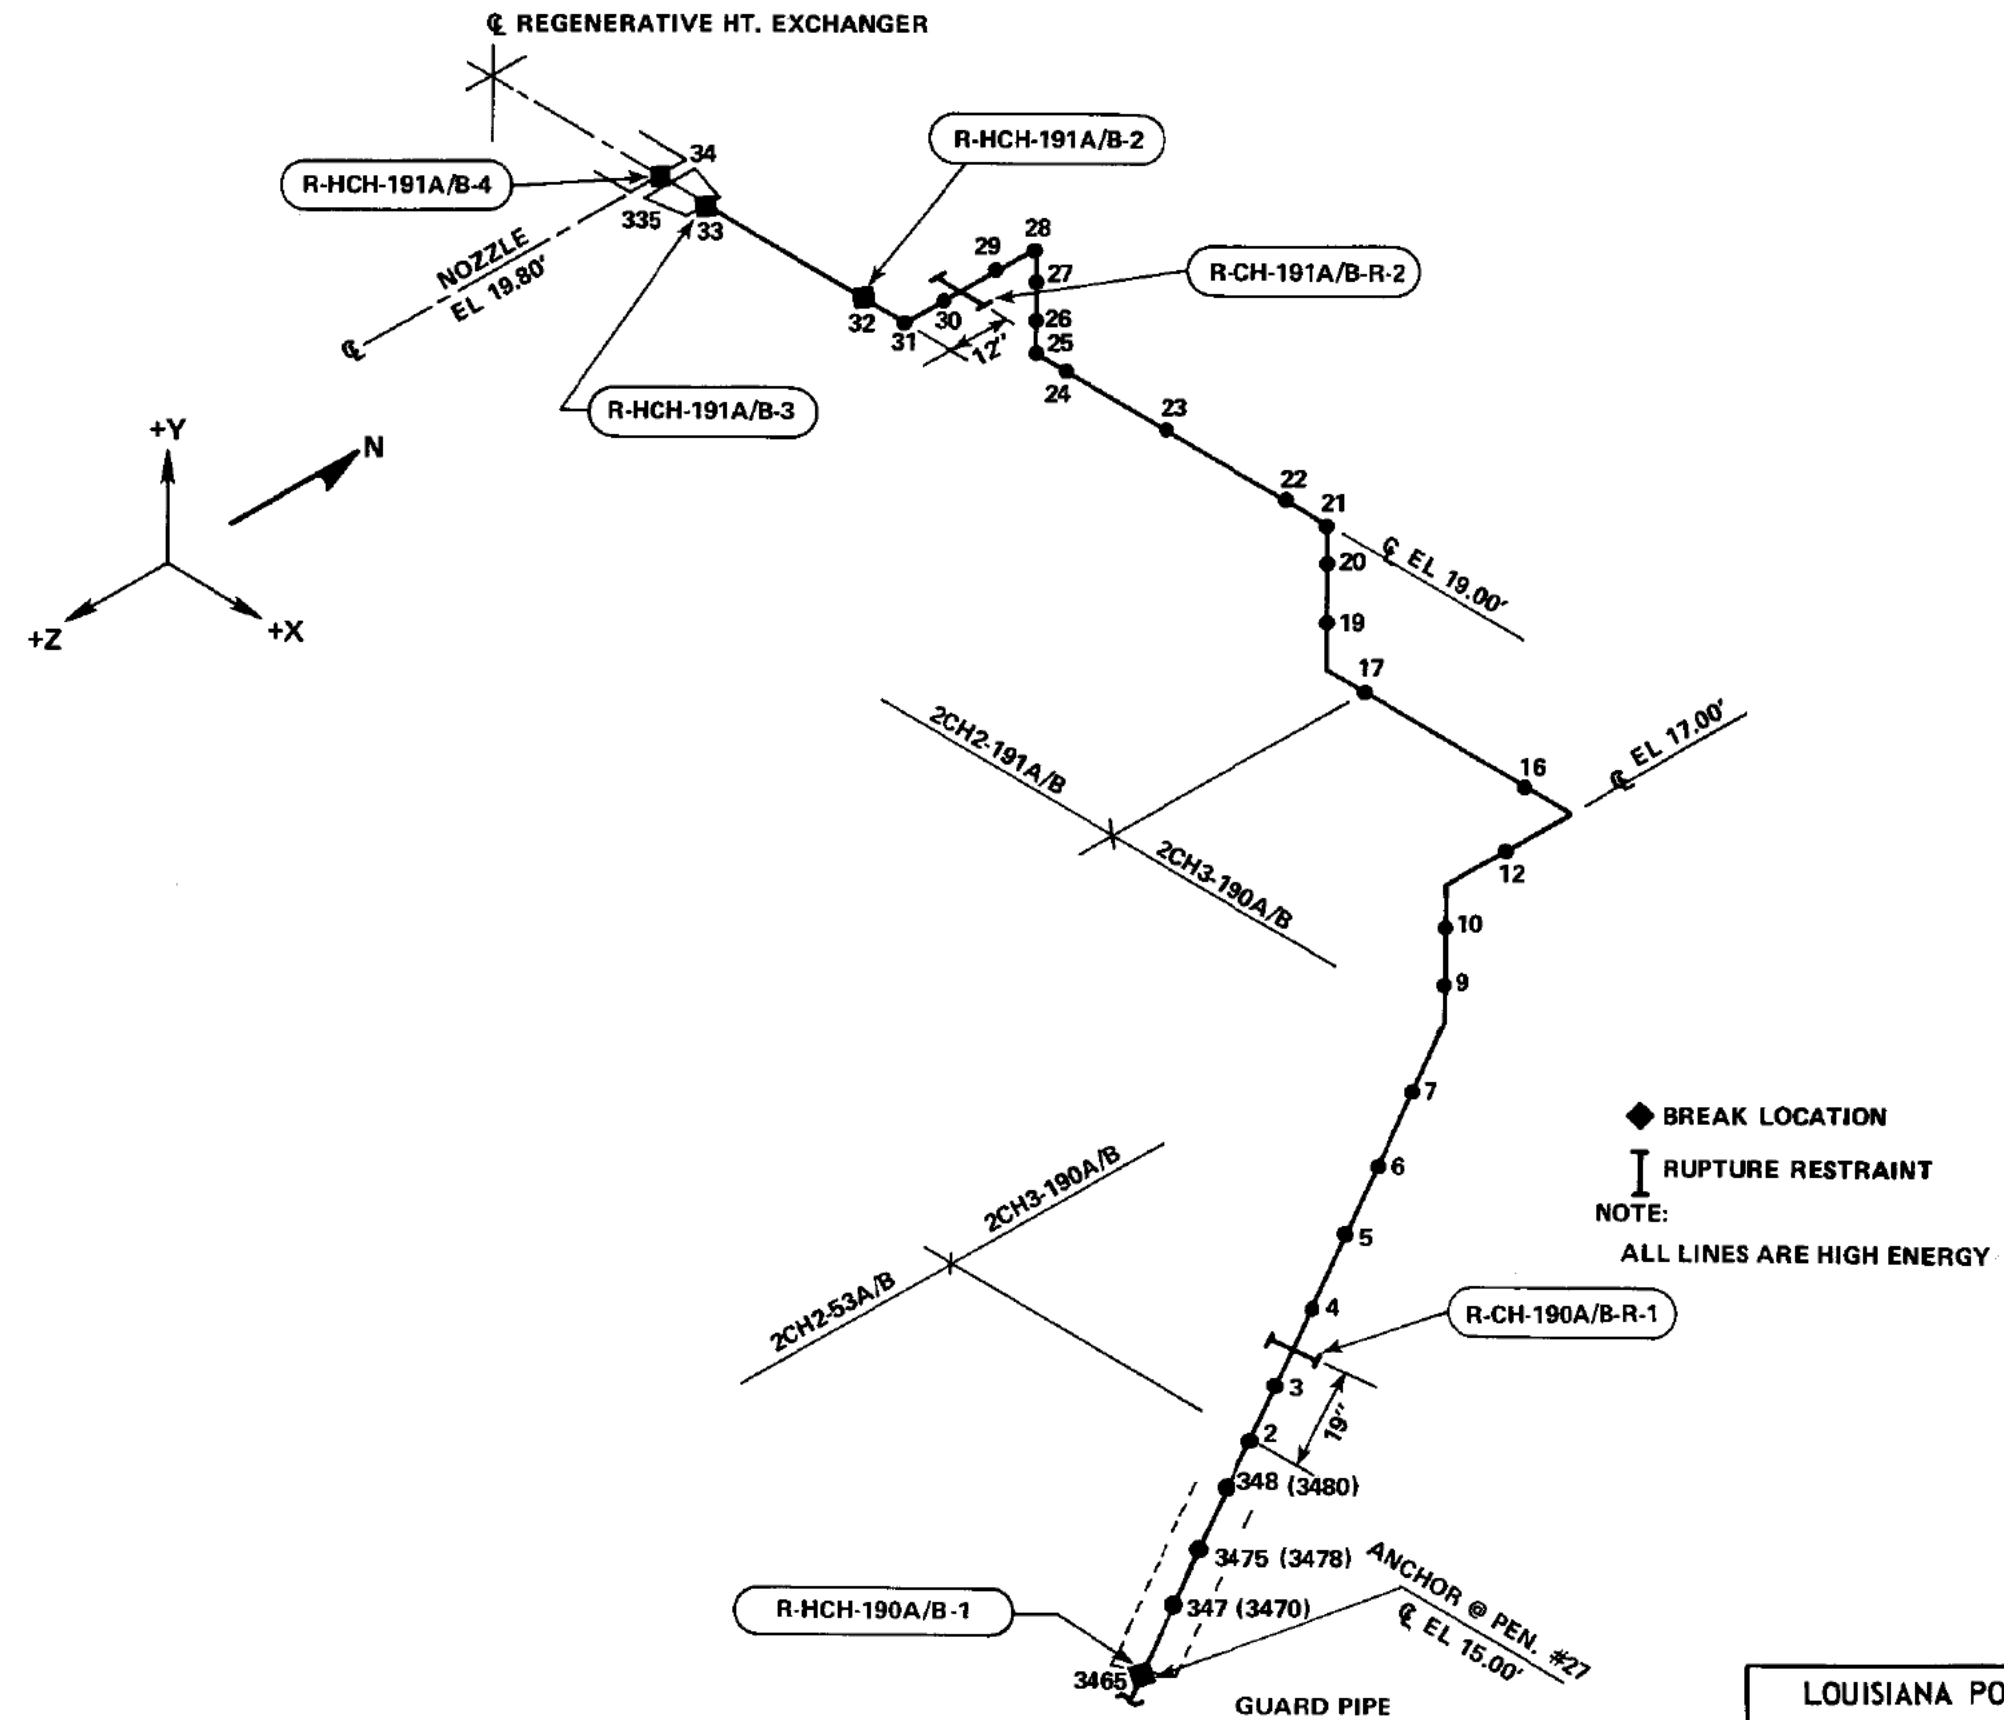 ℄ REGENERATIVE HT. EXCHANGER
R-HCH-191A/B-2
34
R-HCH-191A/B-4
335
33
28
29
NOZZLE
EL 19.80'
℄
27
R-CH-191A/B-R-2
26
30
32
31
12"
25
24
23
R-HCH-191A/B-3
+Y
N
+Z
+X
22
21
20
℄ EL 19.00'
19
17
2CH2-191A/B
℄ EL 17.00'
16
2CH3-190A/B
12
10
9
7
◆ BREAK LOCATION
RUPTURE RESTRAINT
NOTE:
ALL LINES ARE HIGH ENERGY
6
2CH3-190A/B
5
2CH2-53A/B
4
R-CH-190A/B-R-1
3
19"
2
348 (3480)
3475 (3478)
ANCHOR @ PEN. #27
℄ EL 15.00'
347 (3470)
R-HCH-190A/B-1
3465
GUARD PIPE
LOUISIANA PO